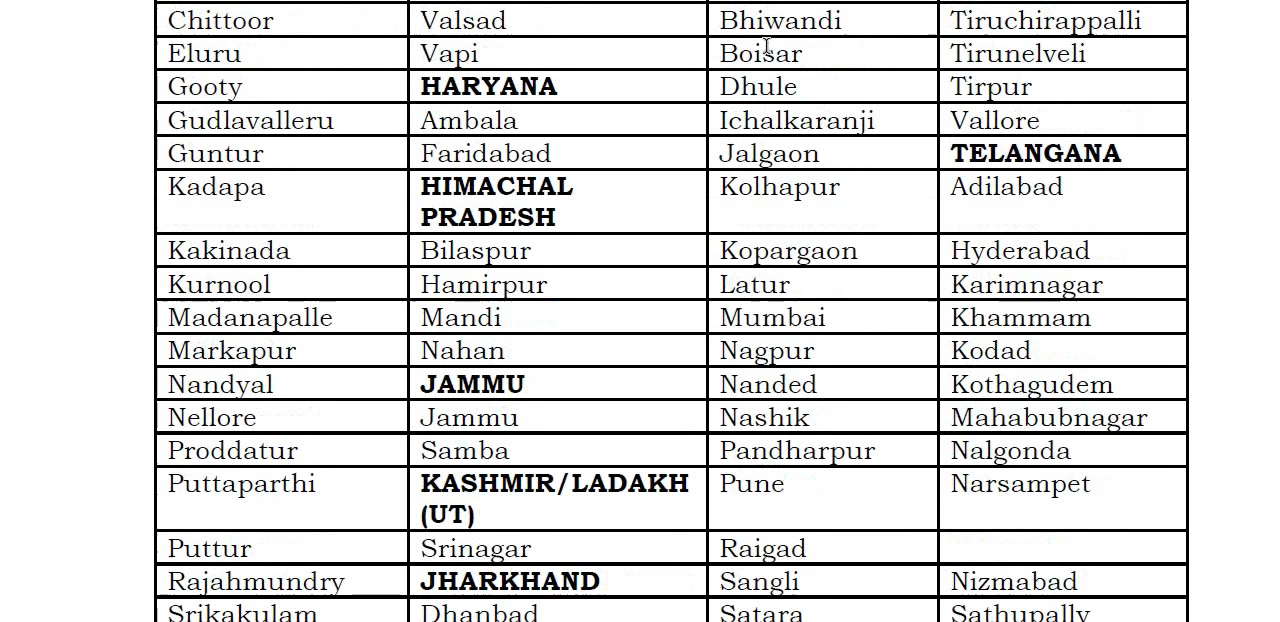 Chittoor Valsad Bhiwandi Tiruchirappalli
Eluru Vapi Boisar Tirunelveli
Gooty HARYANA Dhule Tirpur
Gudlavalleru Ambala Ichalkaranji Vallore
Guntur Faridabad Jalgaon TELANGANA
Kadapa HIMACHAL Kolhapur Adilabad
PRADESH
Kakinada Bilaspur Kopargaon Hyderabad
Kurnool Hamirpur Latur Karimnagar
Madanapalle Mandi Mumbai Khammam
Markapur Nahan Nagpur Kodad
Nandyal JAMMU Nanded Kothagudem
Nellore Jammu Nashik Mahabubnagar
Proddatur Samba Pandharpur Nalgonda
Puttaparthi KASHMIR/LADAKH Pune Narsampet
(UT)
Puttur Srinagar Raigad
Rajahmundry JHARKHAND Sangli Nizmabad
Srikakulam Dhanbad Satara Sathupally